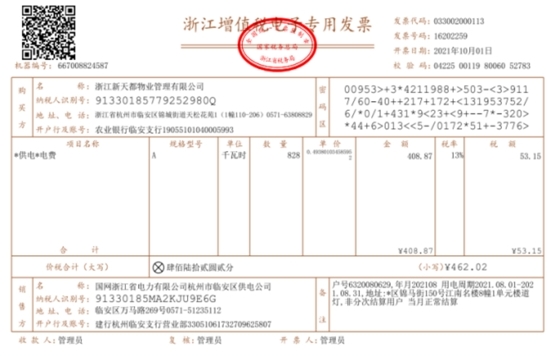 浙江增值税电子专用发票
发票代码: 033002000113
发票号码: 16202259
开票日期: 2021年10月01日
校 验 码: 04225 00119 80060 52783
机器编号: 667008824587
国家税务总局
浙江省税务局
购买方
名 称: 浙江新天都物业管理有限公司
纳税人识别号: 91330185779252980Q
地 址、电 话: 浙江省杭州市临安区锦城街道天松花苑1(1幢110-206) 0571-63808829
开户行及账号: 农业银行临安支行19055101040005993
密码区
00953>+3*4211988+>503-<3>911
7/60-40++217+172+<131953752/
6/*0/1+431*9<23+<9+--7*-320>
*44+6)013<<5-/0172*51+-3776>
项目名称 规格型号 单位 数 量 单 价 金 额 税率 税 额
*供电*电费 A 千瓦时 828 408.87 13% 53.15
合 计 ¥408.87 ¥53.15
价税合计(大写) ⊗肆佰陆拾贰圆贰分 (小写)¥462.02
销售方
名 称: 国网浙江省电力有限公司杭州市临安区供电公司
纳税人识别号: 91330185MA2KJU9E6G
地 址、电 话: 临安区万马路269号0571-51235112
开户行及账号: 建行杭州临安支行营业部33051061732709625807
备注
户号6320080629,年月202108 用电周期2021.08.01-202
1.08.31,地址:*区锦马街150号江南名楼8幢1单元楼道
灯,非分次结算用户 当月正常结算
收 款 人: 管理员 复 核: 管理员 开 票 人: 管理员